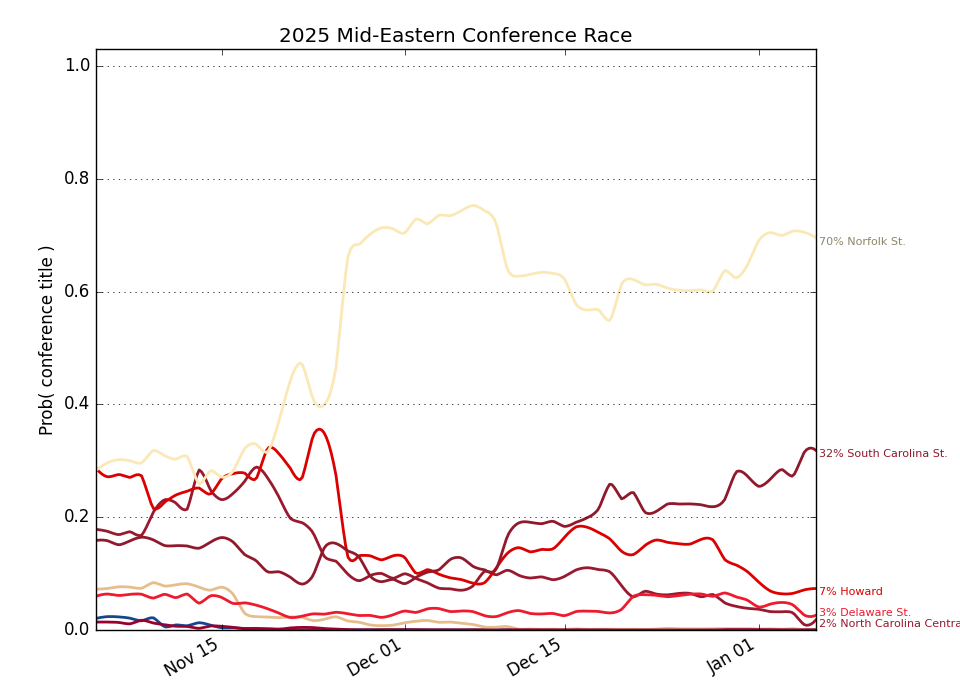 2025 Mid-Eastern Conference Race
Prob( conference title )
1.0
0.8
0.6
0.4
0.2
0.0
Nov 15
Dec 01
Dec 15
Jan 01
70% Norfolk St.
32% South Carolina St.
7% Howard
3% Delaware St.
2% North Carolina Centra